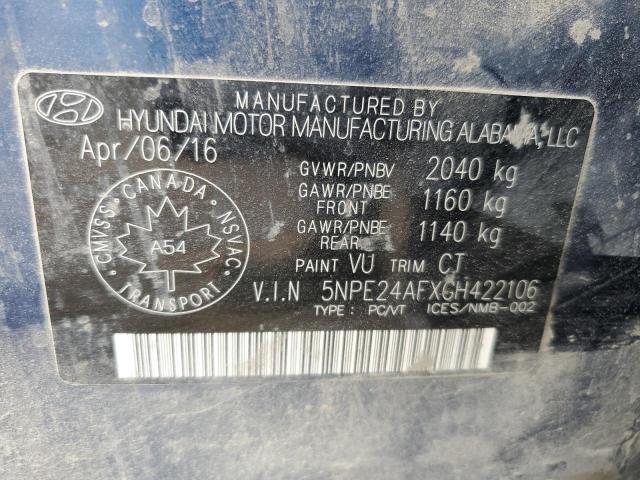 MANUFACTURED BY
HYUNDAI MOTOR MANUFACTURING ALABAMA, LLC
Apr/06/16
GVWR/PNBV 2040 kg
GAWR/PNBE FRONT 1160 kg
GAWR/PNBE REAR 1140 kg
PAINT VU TRIM CT
V.I.N 5NPE24AFXGH422106
TYPE : PC/VT ICES/NMB-002
CMVSS CANADA NSVAC
A54
TRANSPORT